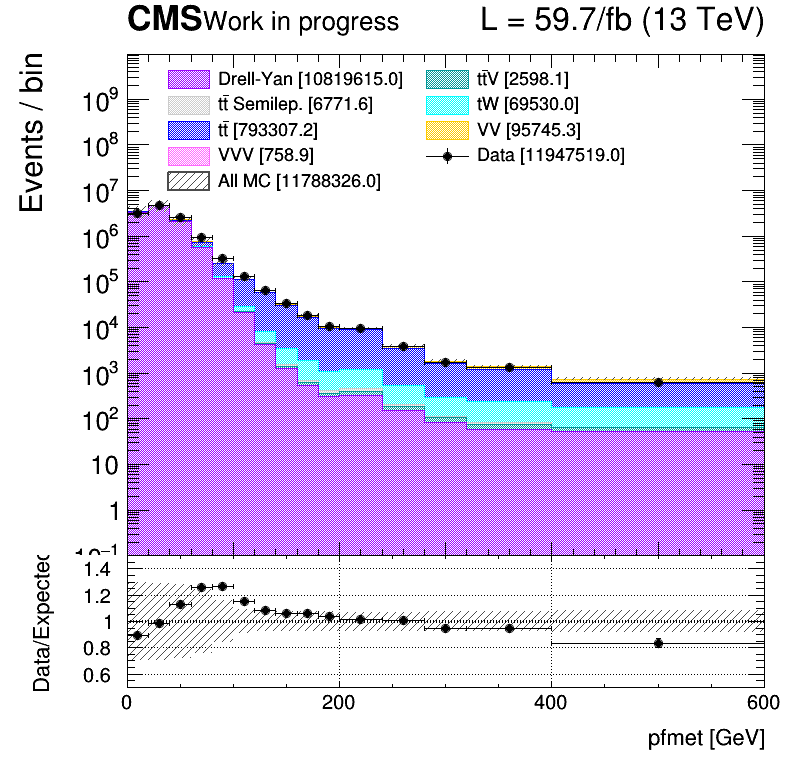 CMS Work in progress L = 59.7/fb (13 TeV)
Events / bin
Drell-Yan [10819615.0] tt̄V [2598.1]
tt̄ Semilep. [6771.6] tW [69530.0]
tt̄ [793307.2] VV [95745.3]
VVV [758.9] Data [11947519.0]
All MC [11788326.0]
10⁹
10⁸
10⁷
10⁶
10⁵
10⁴
10³
10²
10
1
10⁻¹
Data/Expected
1.4
1.2
1
0.8
0.6
0 200 400 600
pfmet [GeV]